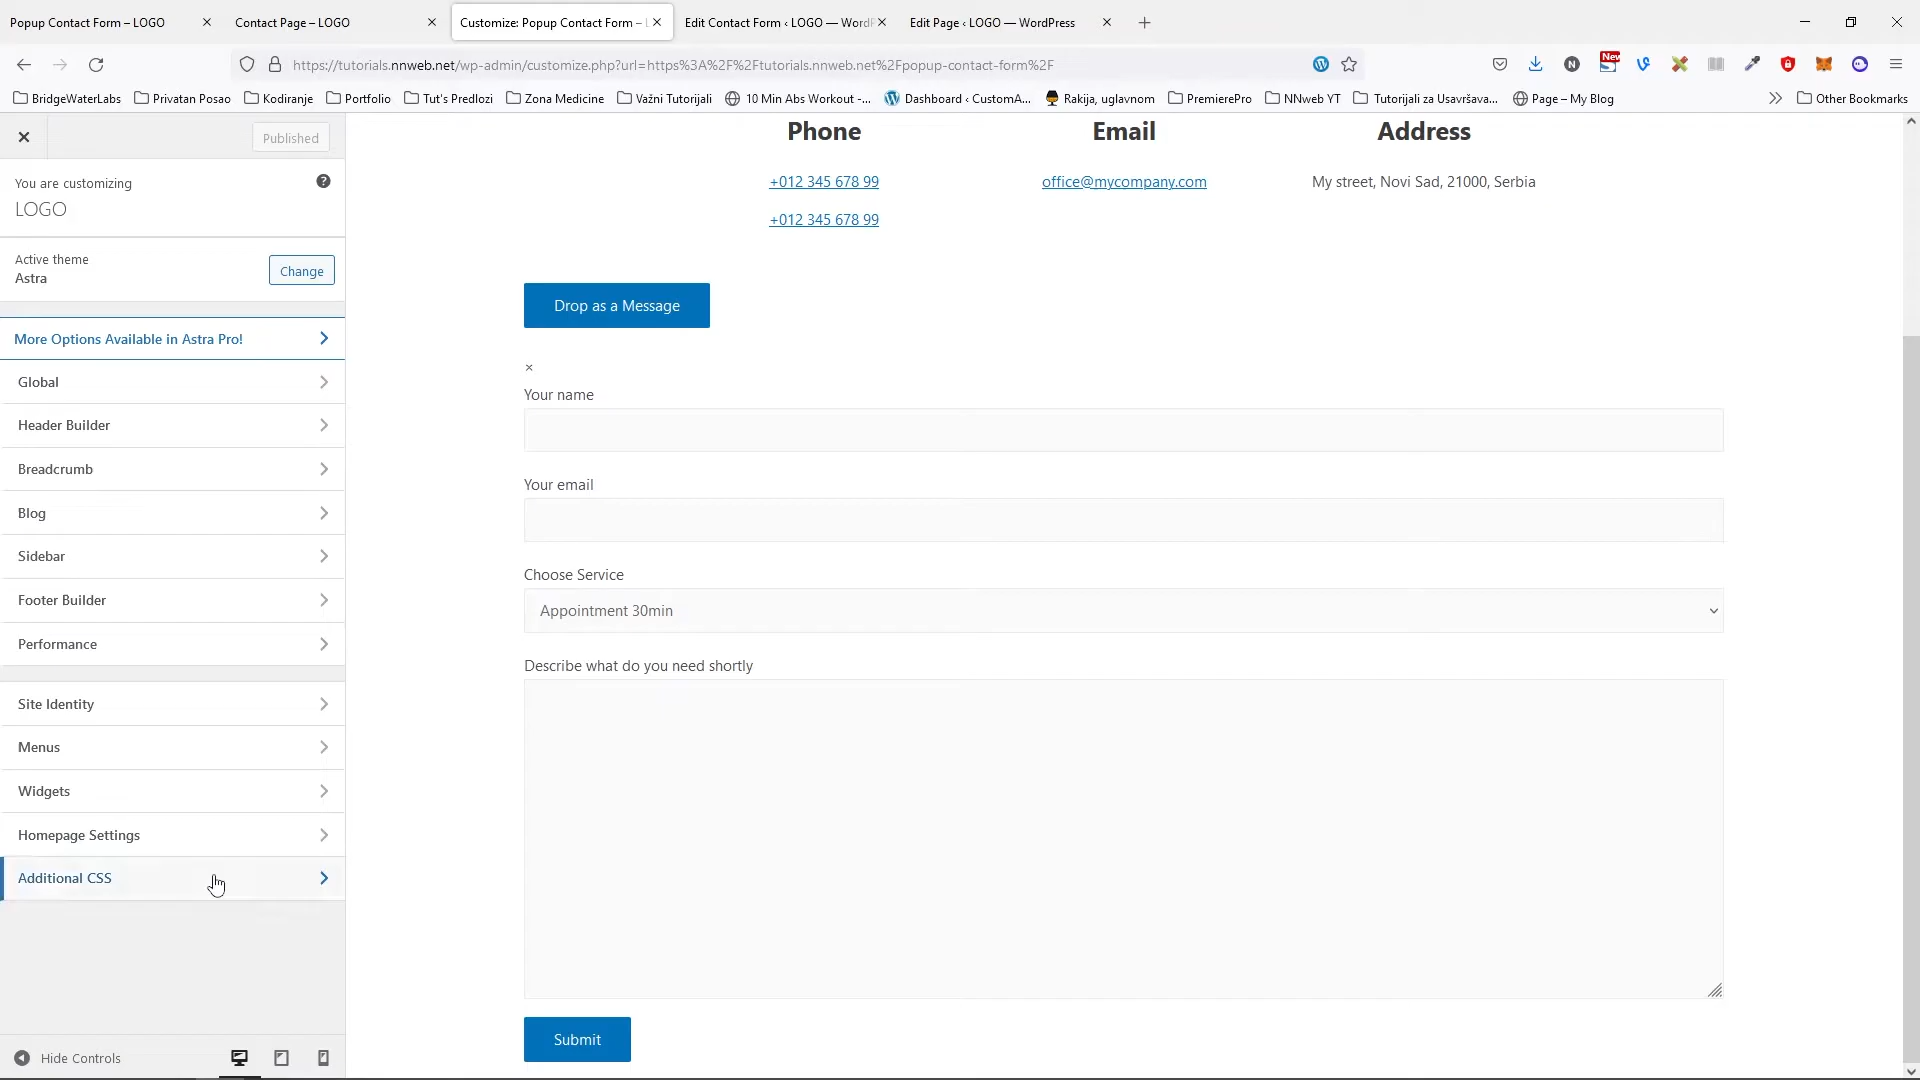 Popup Contact Form – LOGO
Contact Page – LOGO
Customize: Popup Contact Form –
Edit Contact Form ‹ LOGO — WordP
Edit Page ‹ LOGO — WordPress
https://tutorials.nnweb.net/wp-admin/customize.php?url=https%3A%2F%2Ftutorials.nnweb.net%2Fpopup-contact-form%2F
New
BridgeWaterLabs
Privatan Posao
Kodiranje
Portfolio
Tut's Predlozi
Zona Medicine
Važni Tutorijali
10 Min Abs Workout -...
Dashboard ‹ CustomA...
Rakija, uglavnom
PremierePro
NNweb YT
Tutorijali za Usavršava...
Page – My Blog
Other Bookmarks
Published
You are customizing
LOGO
Active theme
Astra
Change
More Options Available in Astra Pro!
Global
Header Builder
Breadcrumb
Blog
Sidebar
Footer Builder
Performance
Site Identity
Menus
Widgets
Homepage Settings
Additional CSS
Hide Controls
Phone
Email
Address
+012 345 678 99
office@mycompany.com
My street, Novi Sad, 21000, Serbia
+012 345 678 99
Drop as a Message
×
Your name
Your email
Choose Service
Appointment 30min
Describe what do you need shortly
Submit